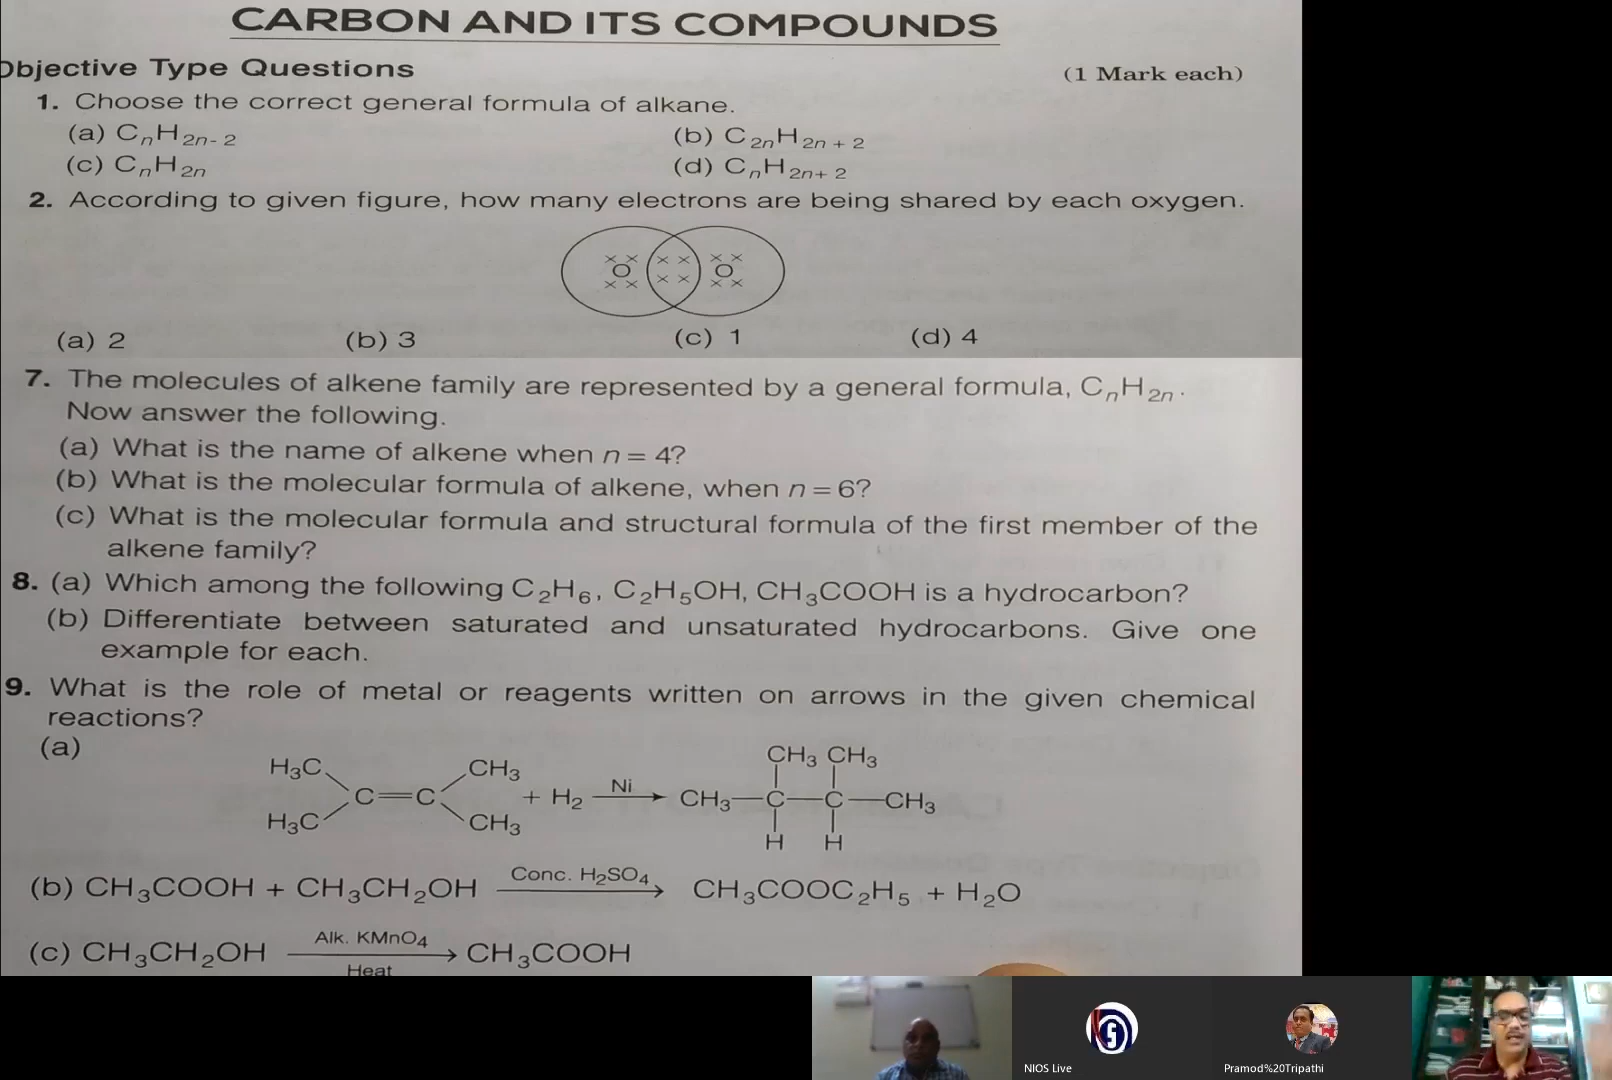 CARBON AND ITS COMPOUNDS
Objective Type Questions (1 Mark each)
1. Choose the correct general formula of alkane.
(a) CₙH₂ₙ₋₂ (b) C₂ₙH₂ₙ₊₂
(c) CₙH₂ₙ (d) CₙH₂ₙ₊₂
2. According to given figure, how many electrons are being shared by each oxygen.
O O
(a) 2 (b) 3 (c) 1 (d) 4
7. The molecules of alkene family are represented by a general formula, CₙH₂ₙ.
Now answer the following.
(a) What is the name of alkene when n = 4?
(b) What is the molecular formula of alkene, when n = 6?
(c) What is the molecular formula and structural formula of the first member of the
alkene family?
8. (a) Which among the following C₂H₆, C₂H₅OH, CH₃COOH is a hydrocarbon?
(b) Differentiate between saturated and unsaturated hydrocarbons. Give one
example for each.
9. What is the role of metal or reagents written on arrows in the given chemical
reactions?
(a)
H₃C CH₃ CH₃ CH₃
C=C + H₂ Ni → CH₃—C—C—CH₃
H₃C CH₃ H H
(b) CH₃COOH + CH₃CH₂OH Conc. H₂SO₄ → CH₃COOC₂H₅ + H₂O
(c) CH₃CH₂OH Alk. KMnO₄ → CH₃COOH
Heat
NIOS Live
Pramod%20Tripathi